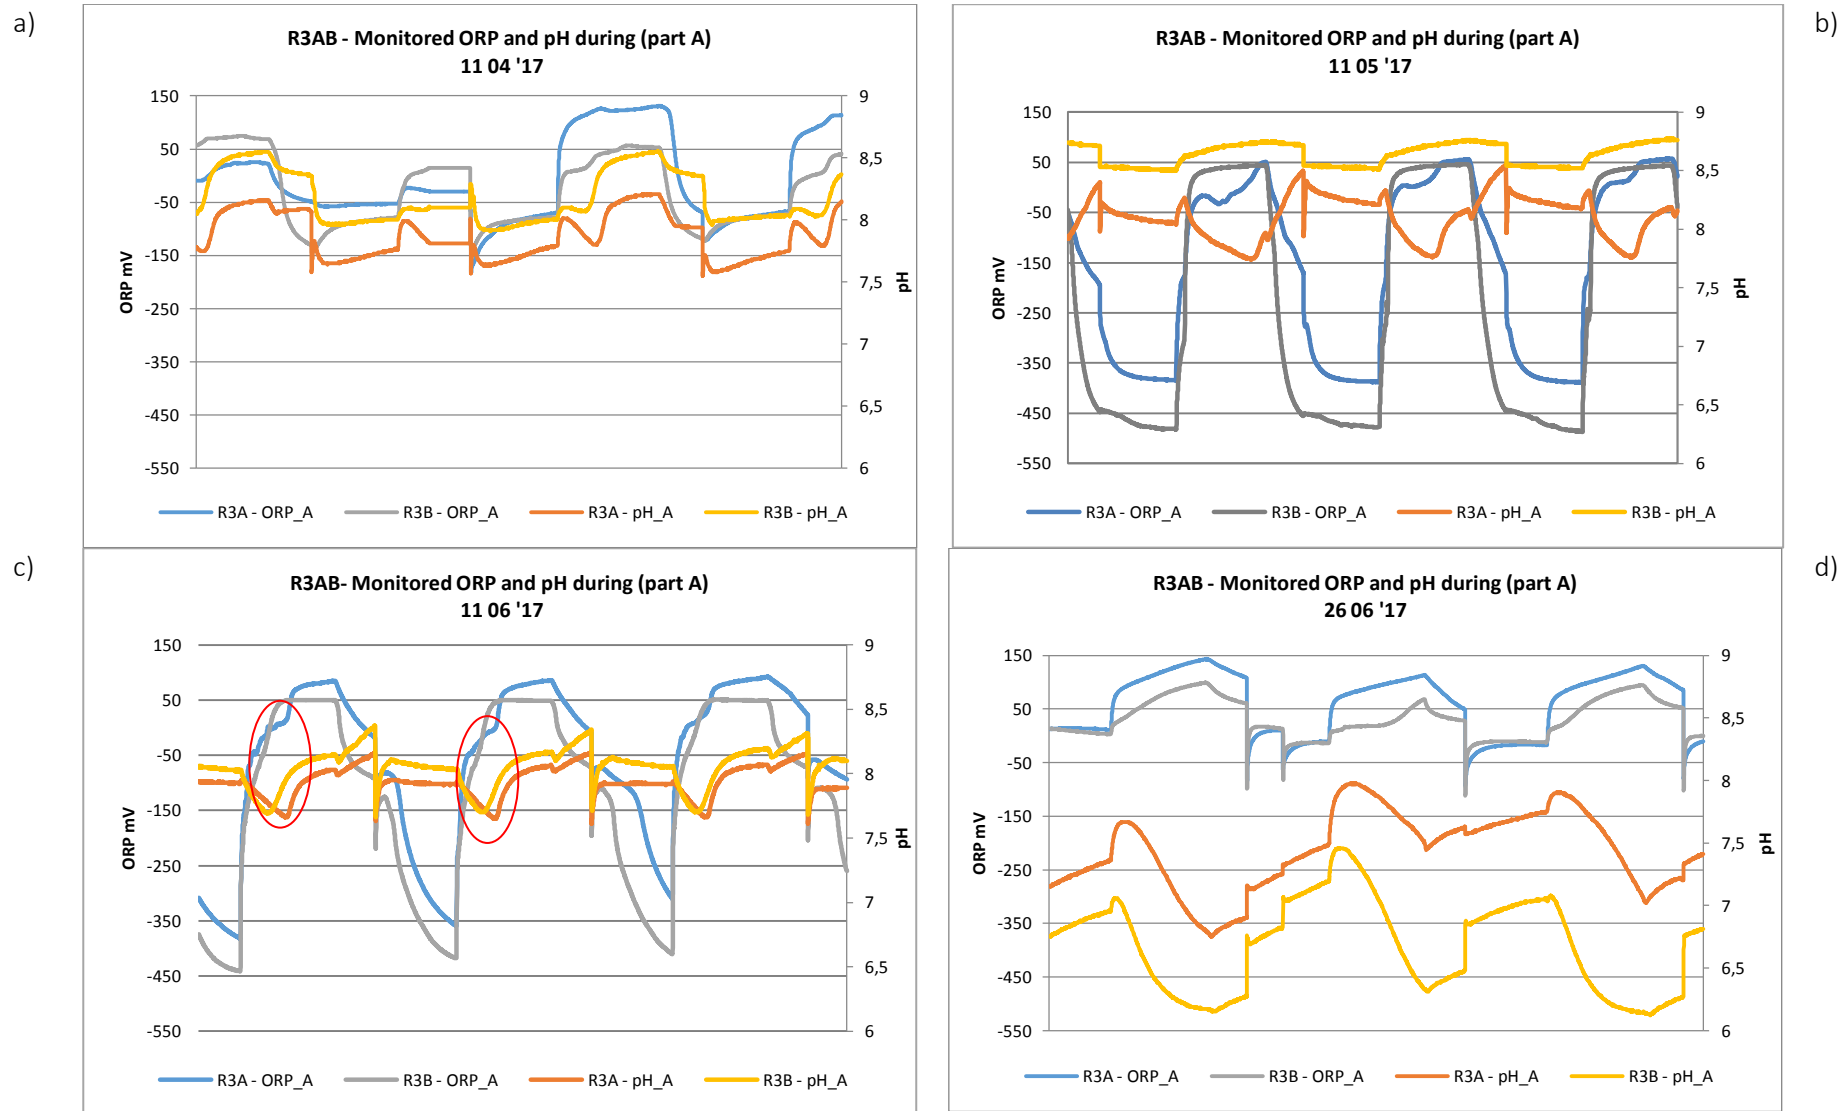 a)
R3AB - Monitored ORP and pH during (part A)
11 04 '17
150
50
-50
-150
-250
-350
-450
-550
ORP mV
9
8,5
8
7,5
7
6,5
6
pH
R3A - ORP_A
R3B - ORP_A
R3A - pH_A
R3B - pH_A
b)
R3AB - Monitored ORP and pH during (part A)
11 05 '17
150
50
-50
-150
-250
-350
-450
-550
ORP mV
9
8,5
8
7,5
7
6,5
6
pH
R3A - ORP_A
R3B - ORP_A
R3A - pH_A
R3B - pH_A
c)
R3AB- Monitored ORP and pH during (part A)
11 06 '17
150
50
-50
-150
-250
-350
-450
-550
ORP mV
9
8,5
8
7,5
7
6,5
6
pH
R3A - ORP_A
R3B - ORP_A
R3A - pH_A
R3B - pH_A
d)
R3AB - Monitored ORP and pH during (part A)
26 06 '17
150
50
-50
-150
-250
-350
-450
-550
ORP mV
9
8,5
8
7,5
7
6,5
6
pH
R3A - ORP_A
R3B - ORP_A
R3A - pH_A
R3B - pH_A